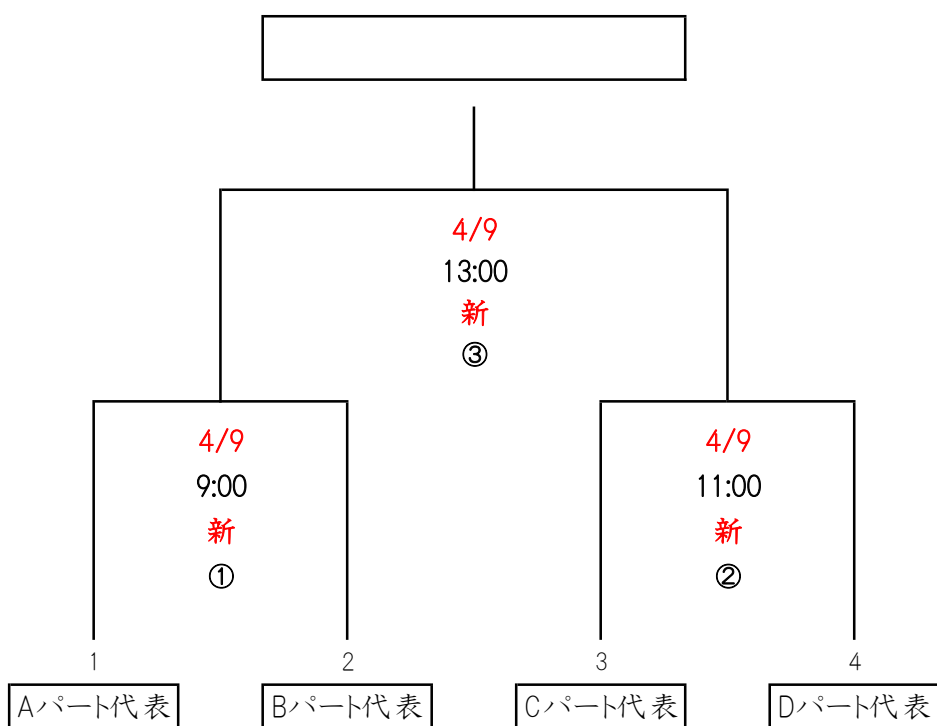 4/9
13:00
新
③
4/9
9:00
新
①
4/9
11:00
新
②
1
2
3
4
Aパート代表
Bパート代表
Cパート代表
Dパート代表